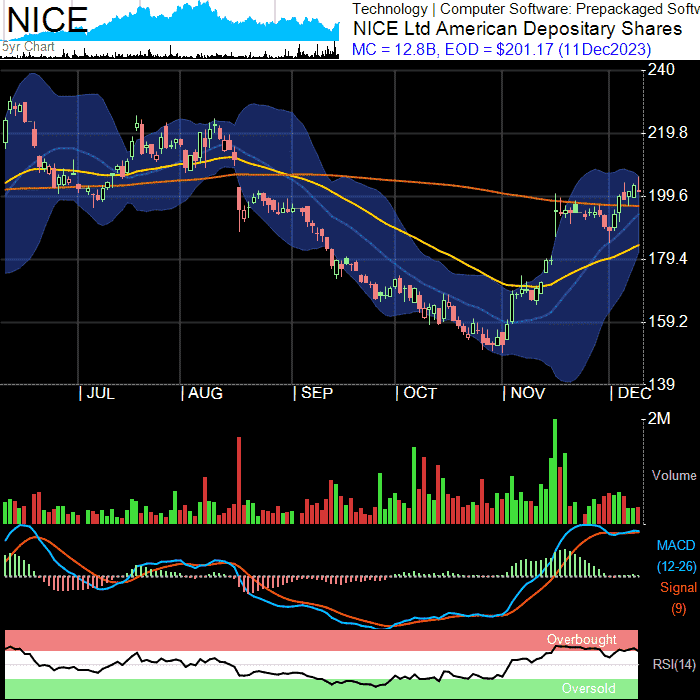 NICE
5yr Chart
Technology | Computer Software: Prepackaged Softw
NICE Ltd American Depositary Shares
MC = 12.8B, EOD = $201.17 (11Dec2023)
240
219.8
199.6
179.4
159.2
139
| JUL | AUG | SEP | OCT | NOV | DEC
2M
Volume
MACD
(12-26)
Signal
(9)
Overbought
RSI(14)
Oversold